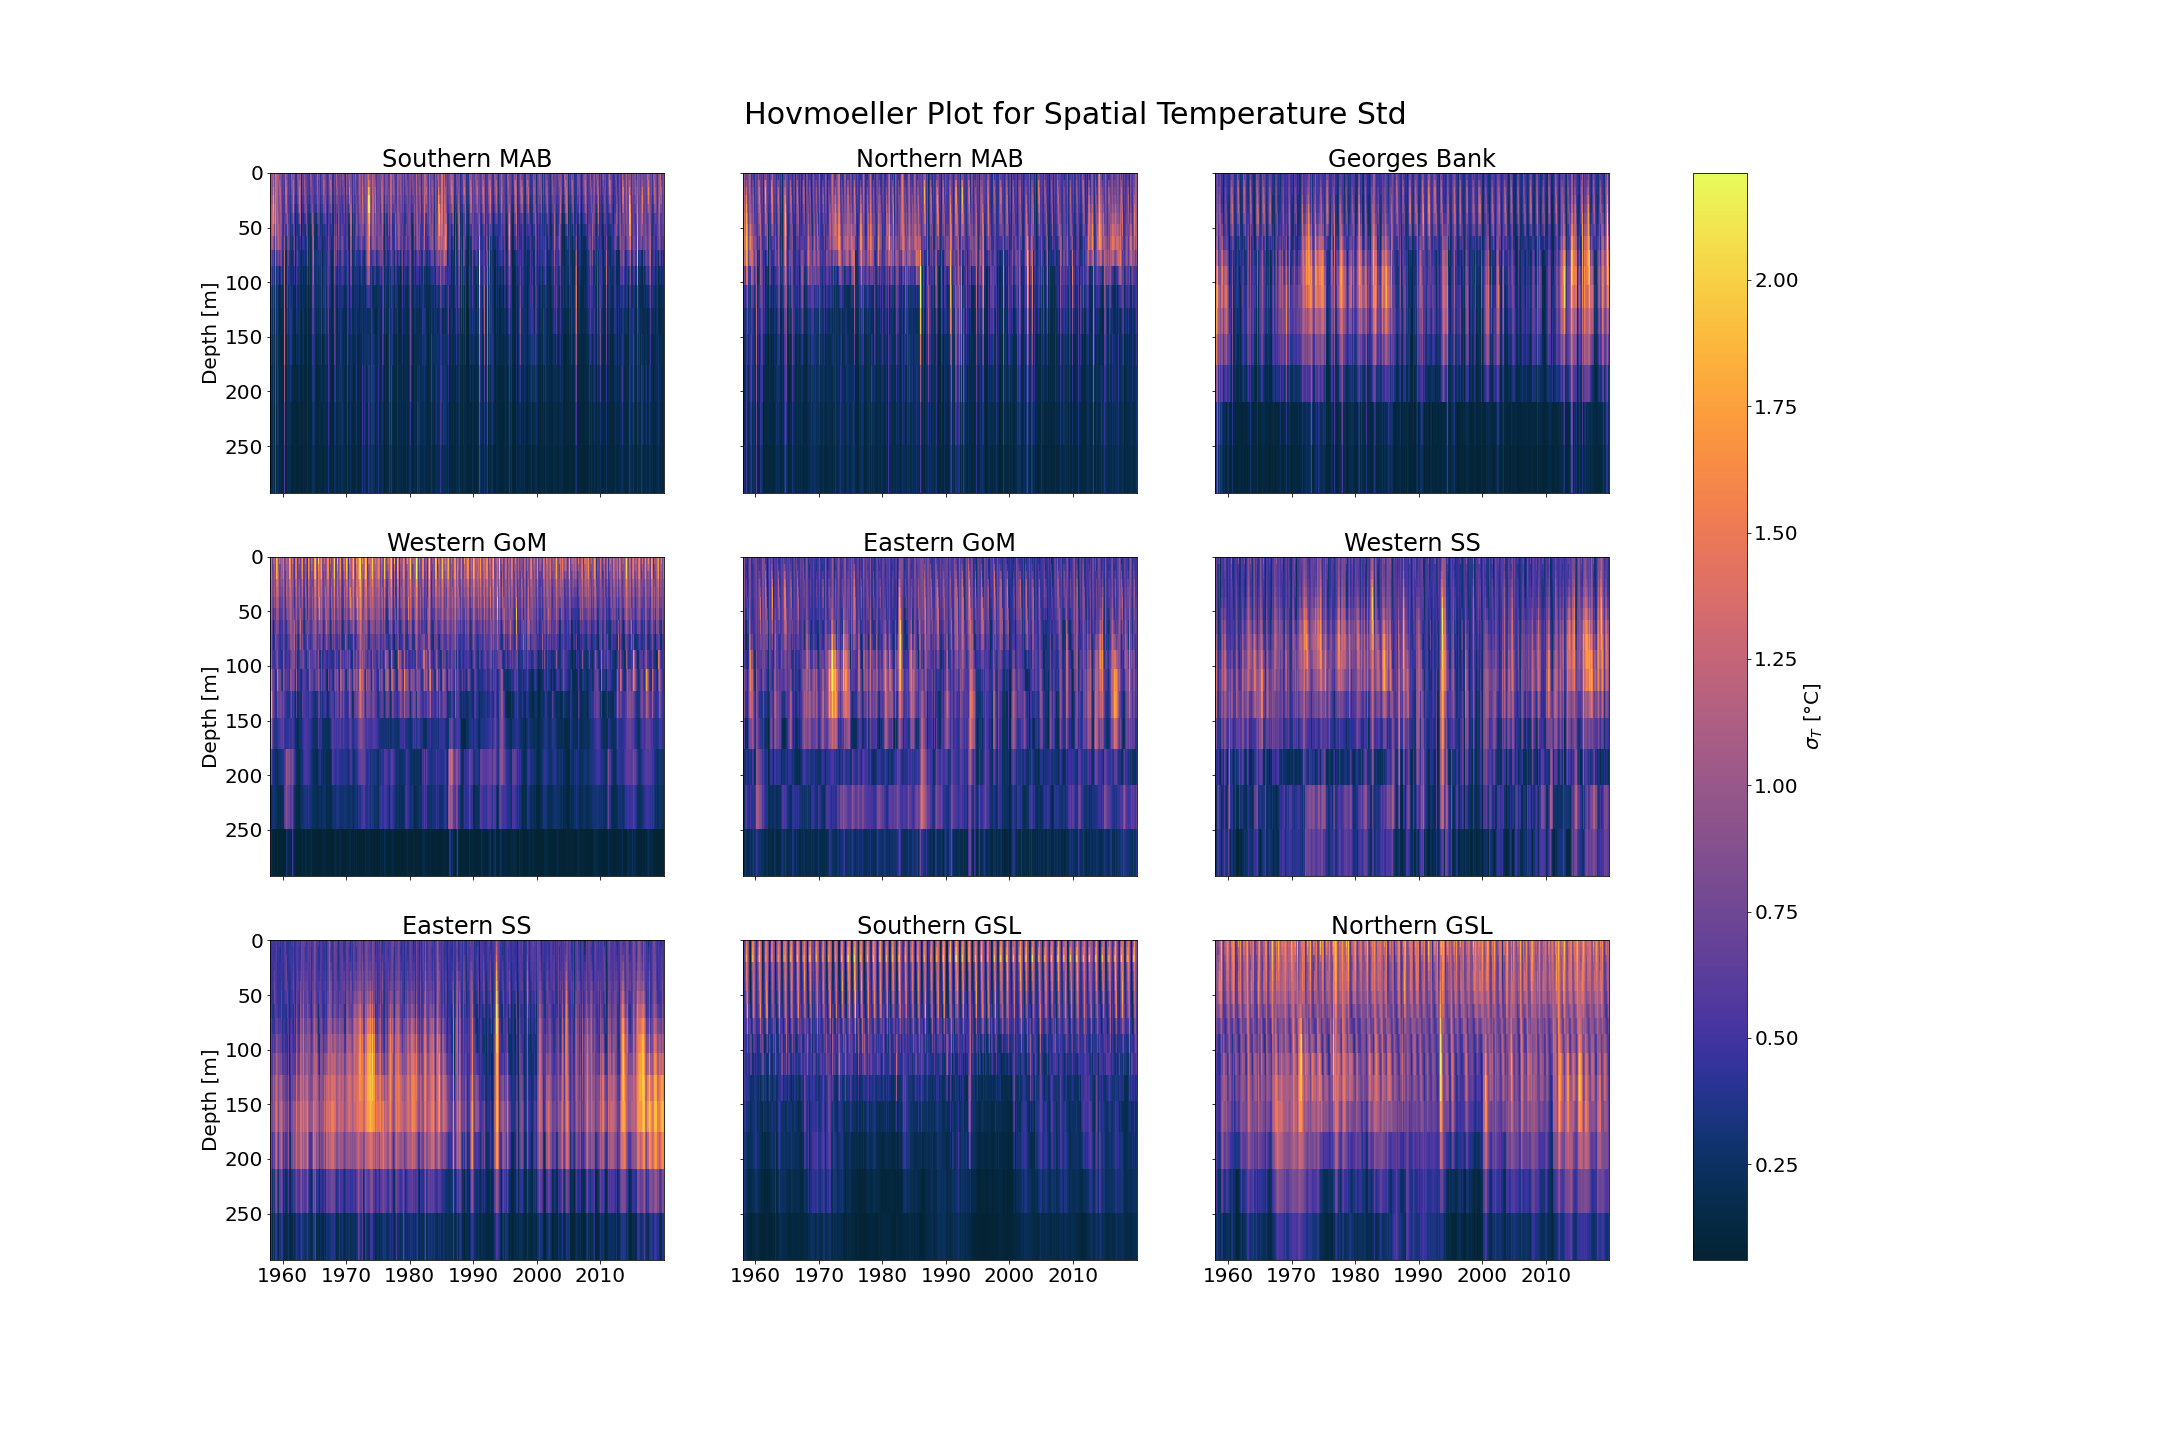 Hovmoeller Plot for Spatial Temperature Std
Southern MAB
Northern MAB
Georges Bank
0
50
100
150
200
250
Depth [m]
Western GoM
Eastern GoM
Western SS
0
50
100
150
200
250
Depth [m]
Eastern SS
Southern GSL
Northern GSL
0
50
100
150
200
250
Depth [m]
1960 1970 1980 1990 2000 2010
1960 1970 1980 1990 2000 2010
1960 1970 1980 1990 2000 2010
2.00
1.75
1.50
1.25
1.00
0.75
0.50
0.25
σT [°C]